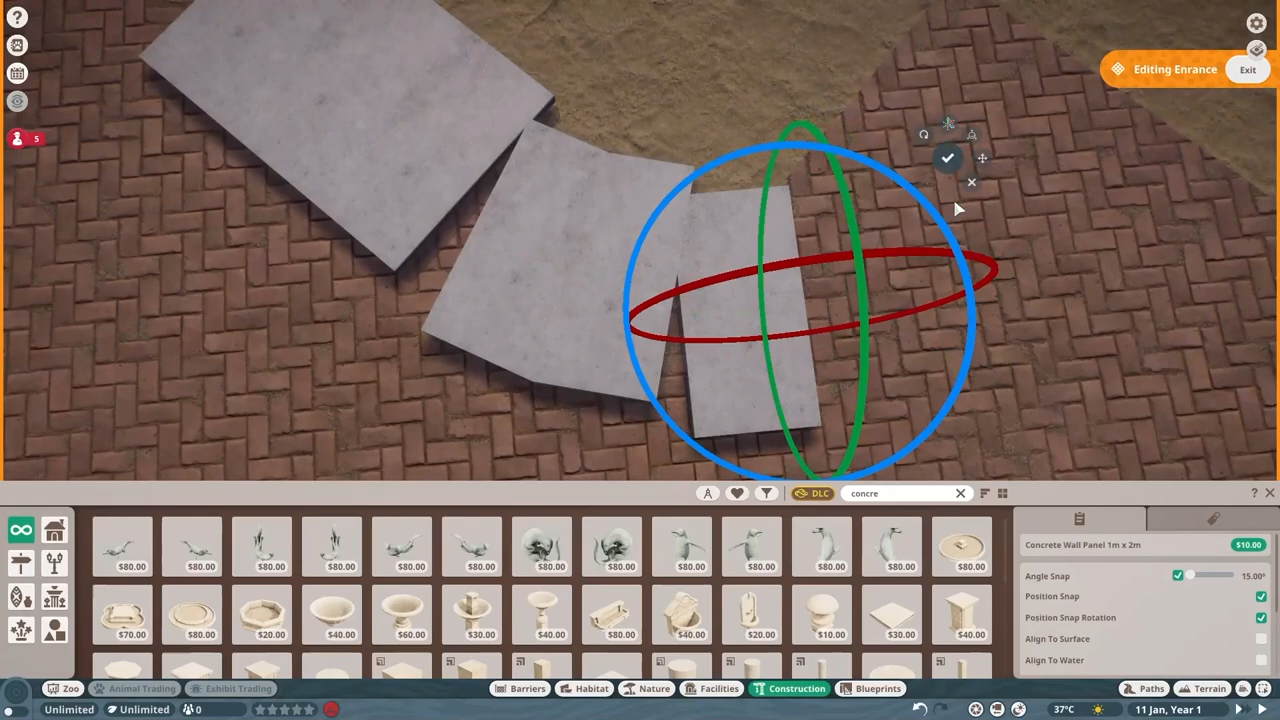 ?
Editing Enrance
Exit
5
DLC
concre
?
$80.00 $80.00 $80.00 $80.00 $80.00 $80.00 $80.00 $80.00 $80.00 $80.00 $80.00 $80.00 $80.00
Concrete Wall Panel 1m x 2m
$10.00
Angle Snap
15.00°
Position Snap
Position Snap Rotation
Align To Surface
Align To Water
$70.00 $80.00 $20.00 $40.00 $60.00 $30.00 $40.00 $80.00 $40.00 $20.00 $10.00 $30.00 $40.00
Zoo
Animal Trading
Exhibit Trading
Barriers
Habitat
Nature
Facilities
Construction
Blueprints
Paths
Terrain
Unlimited
Unlimited
0
37°C
11 Jan, Year 1